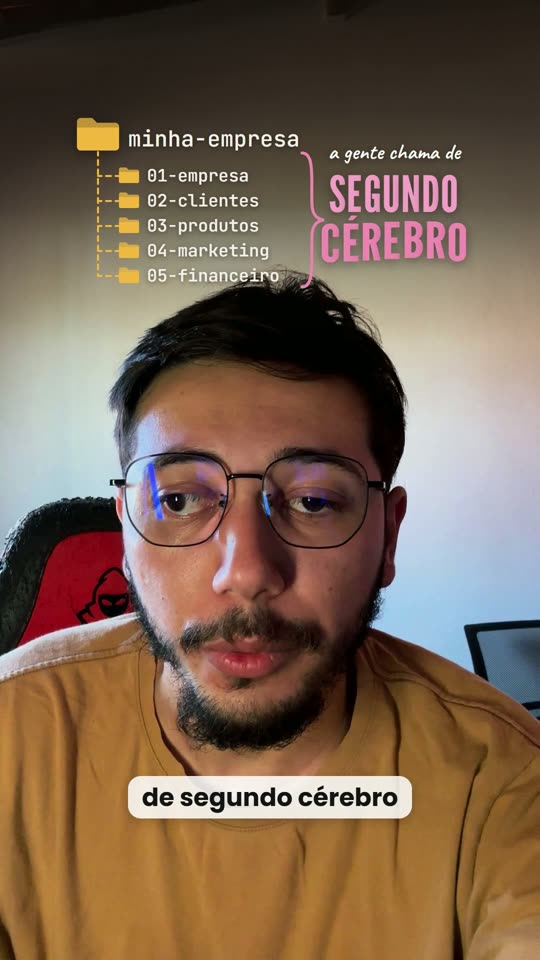 minha-empresa
01-empresa
02-clientes
03-produtos
04-marketing
05-financeiro
a gente chama de
SEGUNDO
CÉREBRO
de segundo cérebro